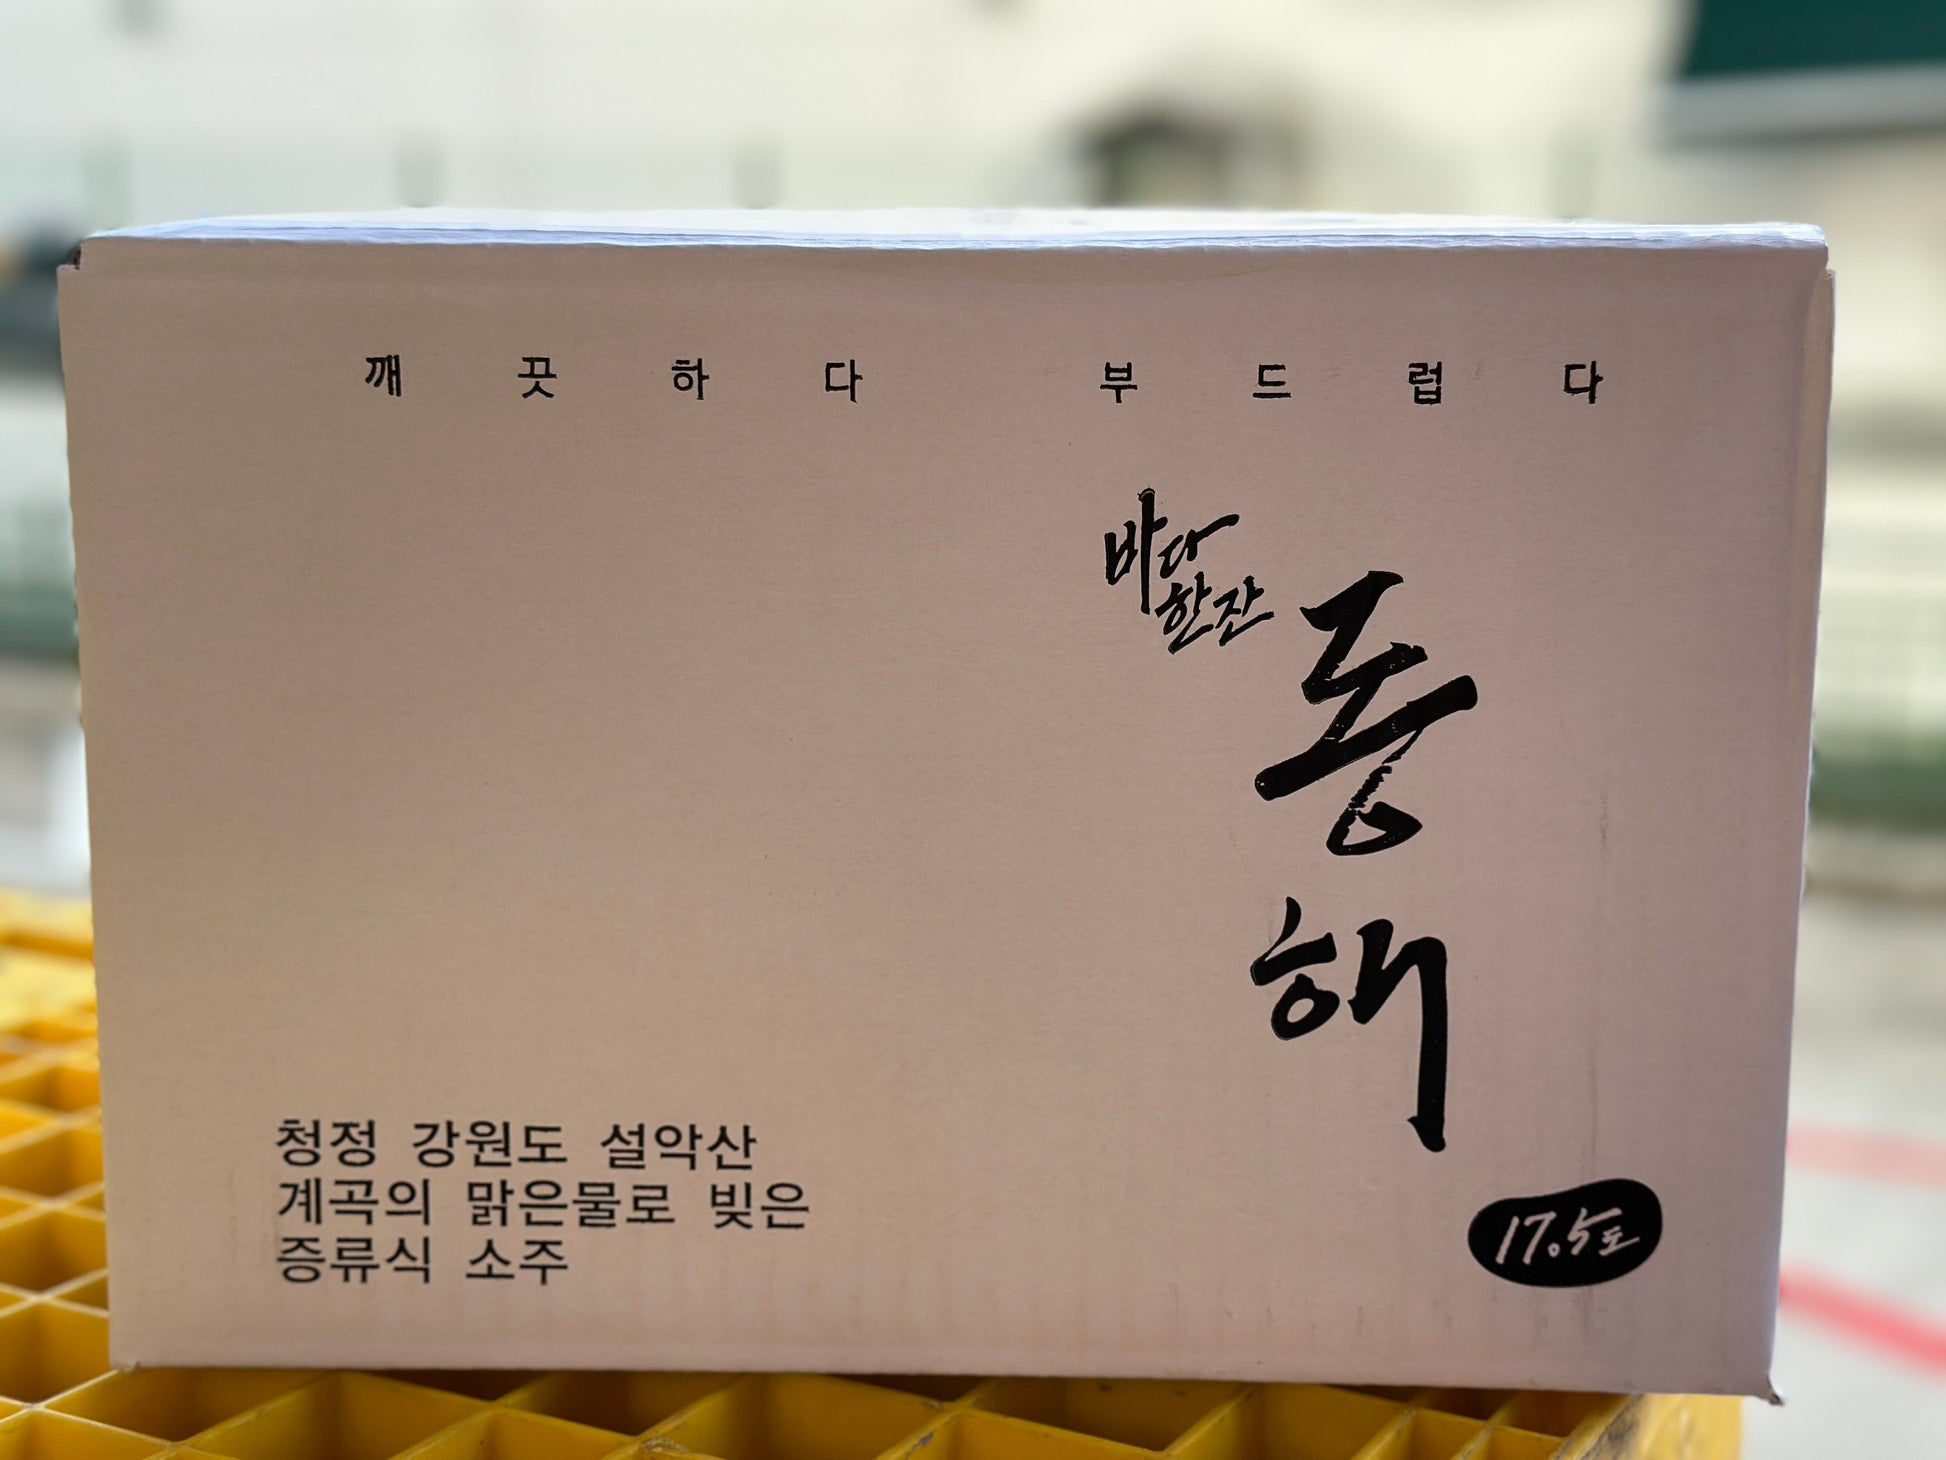 깨끗하다 부드럽다
바다
한잔
동해
17.5도
청정 강원도 설악산
계곡의 맑은물로 빚은
증류식 소주